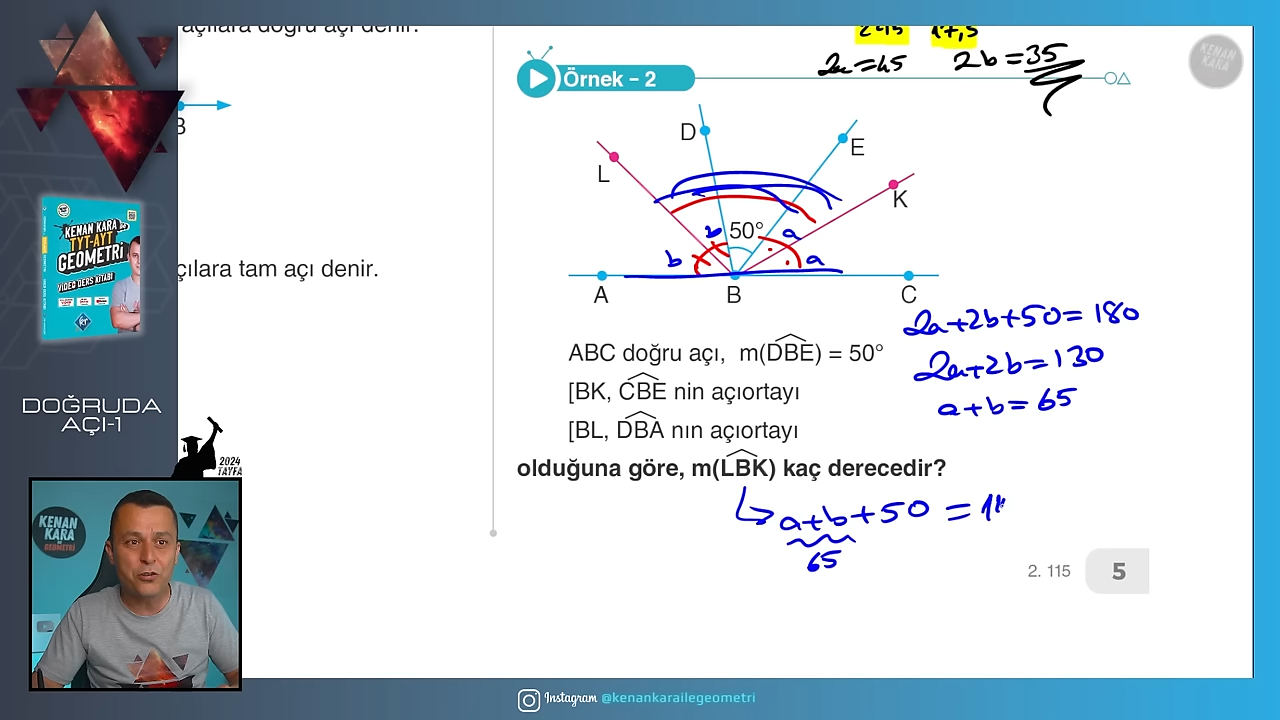 açılara doğru açı denir.
B
çılara tam açı denir.
KENAN KARA
TYT-AYT
GEOMETRİ
VİDEO DERS KİTABI
DOĞRUDA
AÇI-1
2024
TAYFA
KENAN
KARA
GEOMETRİ
2a=45
2b=35
KENAN
KARA
Örnek - 2
D
E
L
K
50°
b
b
a
a
A
B
C
ABC doğru açı, m(DBE) = 50°
[BK, CBE nin açıortayı
[BL, DBA nın açıortayı
olduğuna göre, m(LBK) kaç derecedir?
2a+2b+50=180
2a+2b=130
a+b=65
a+b+50=11
65
2. 115
5
Instagram @kenankarailegeometri